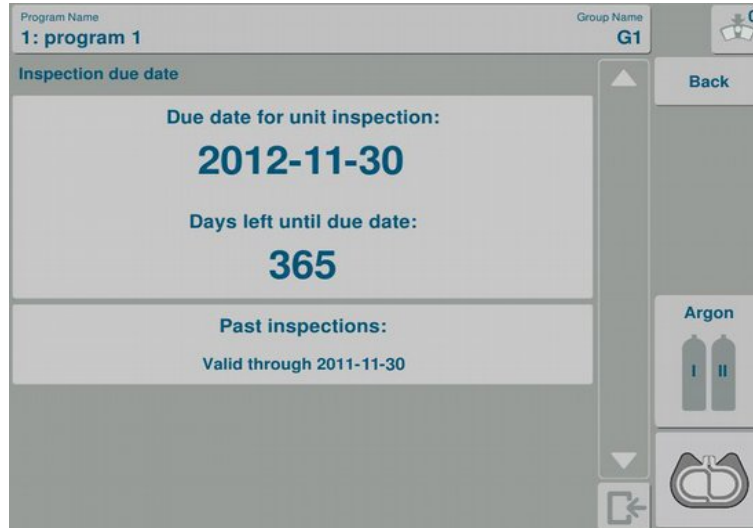 Program Name
1: program 1
Group Name
G1
Inspection due date
Back
Due date for unit inspection:
2012-11-30
Days left until due date:
365
Past inspections:
Valid through 2011-11-30
Argon
I II